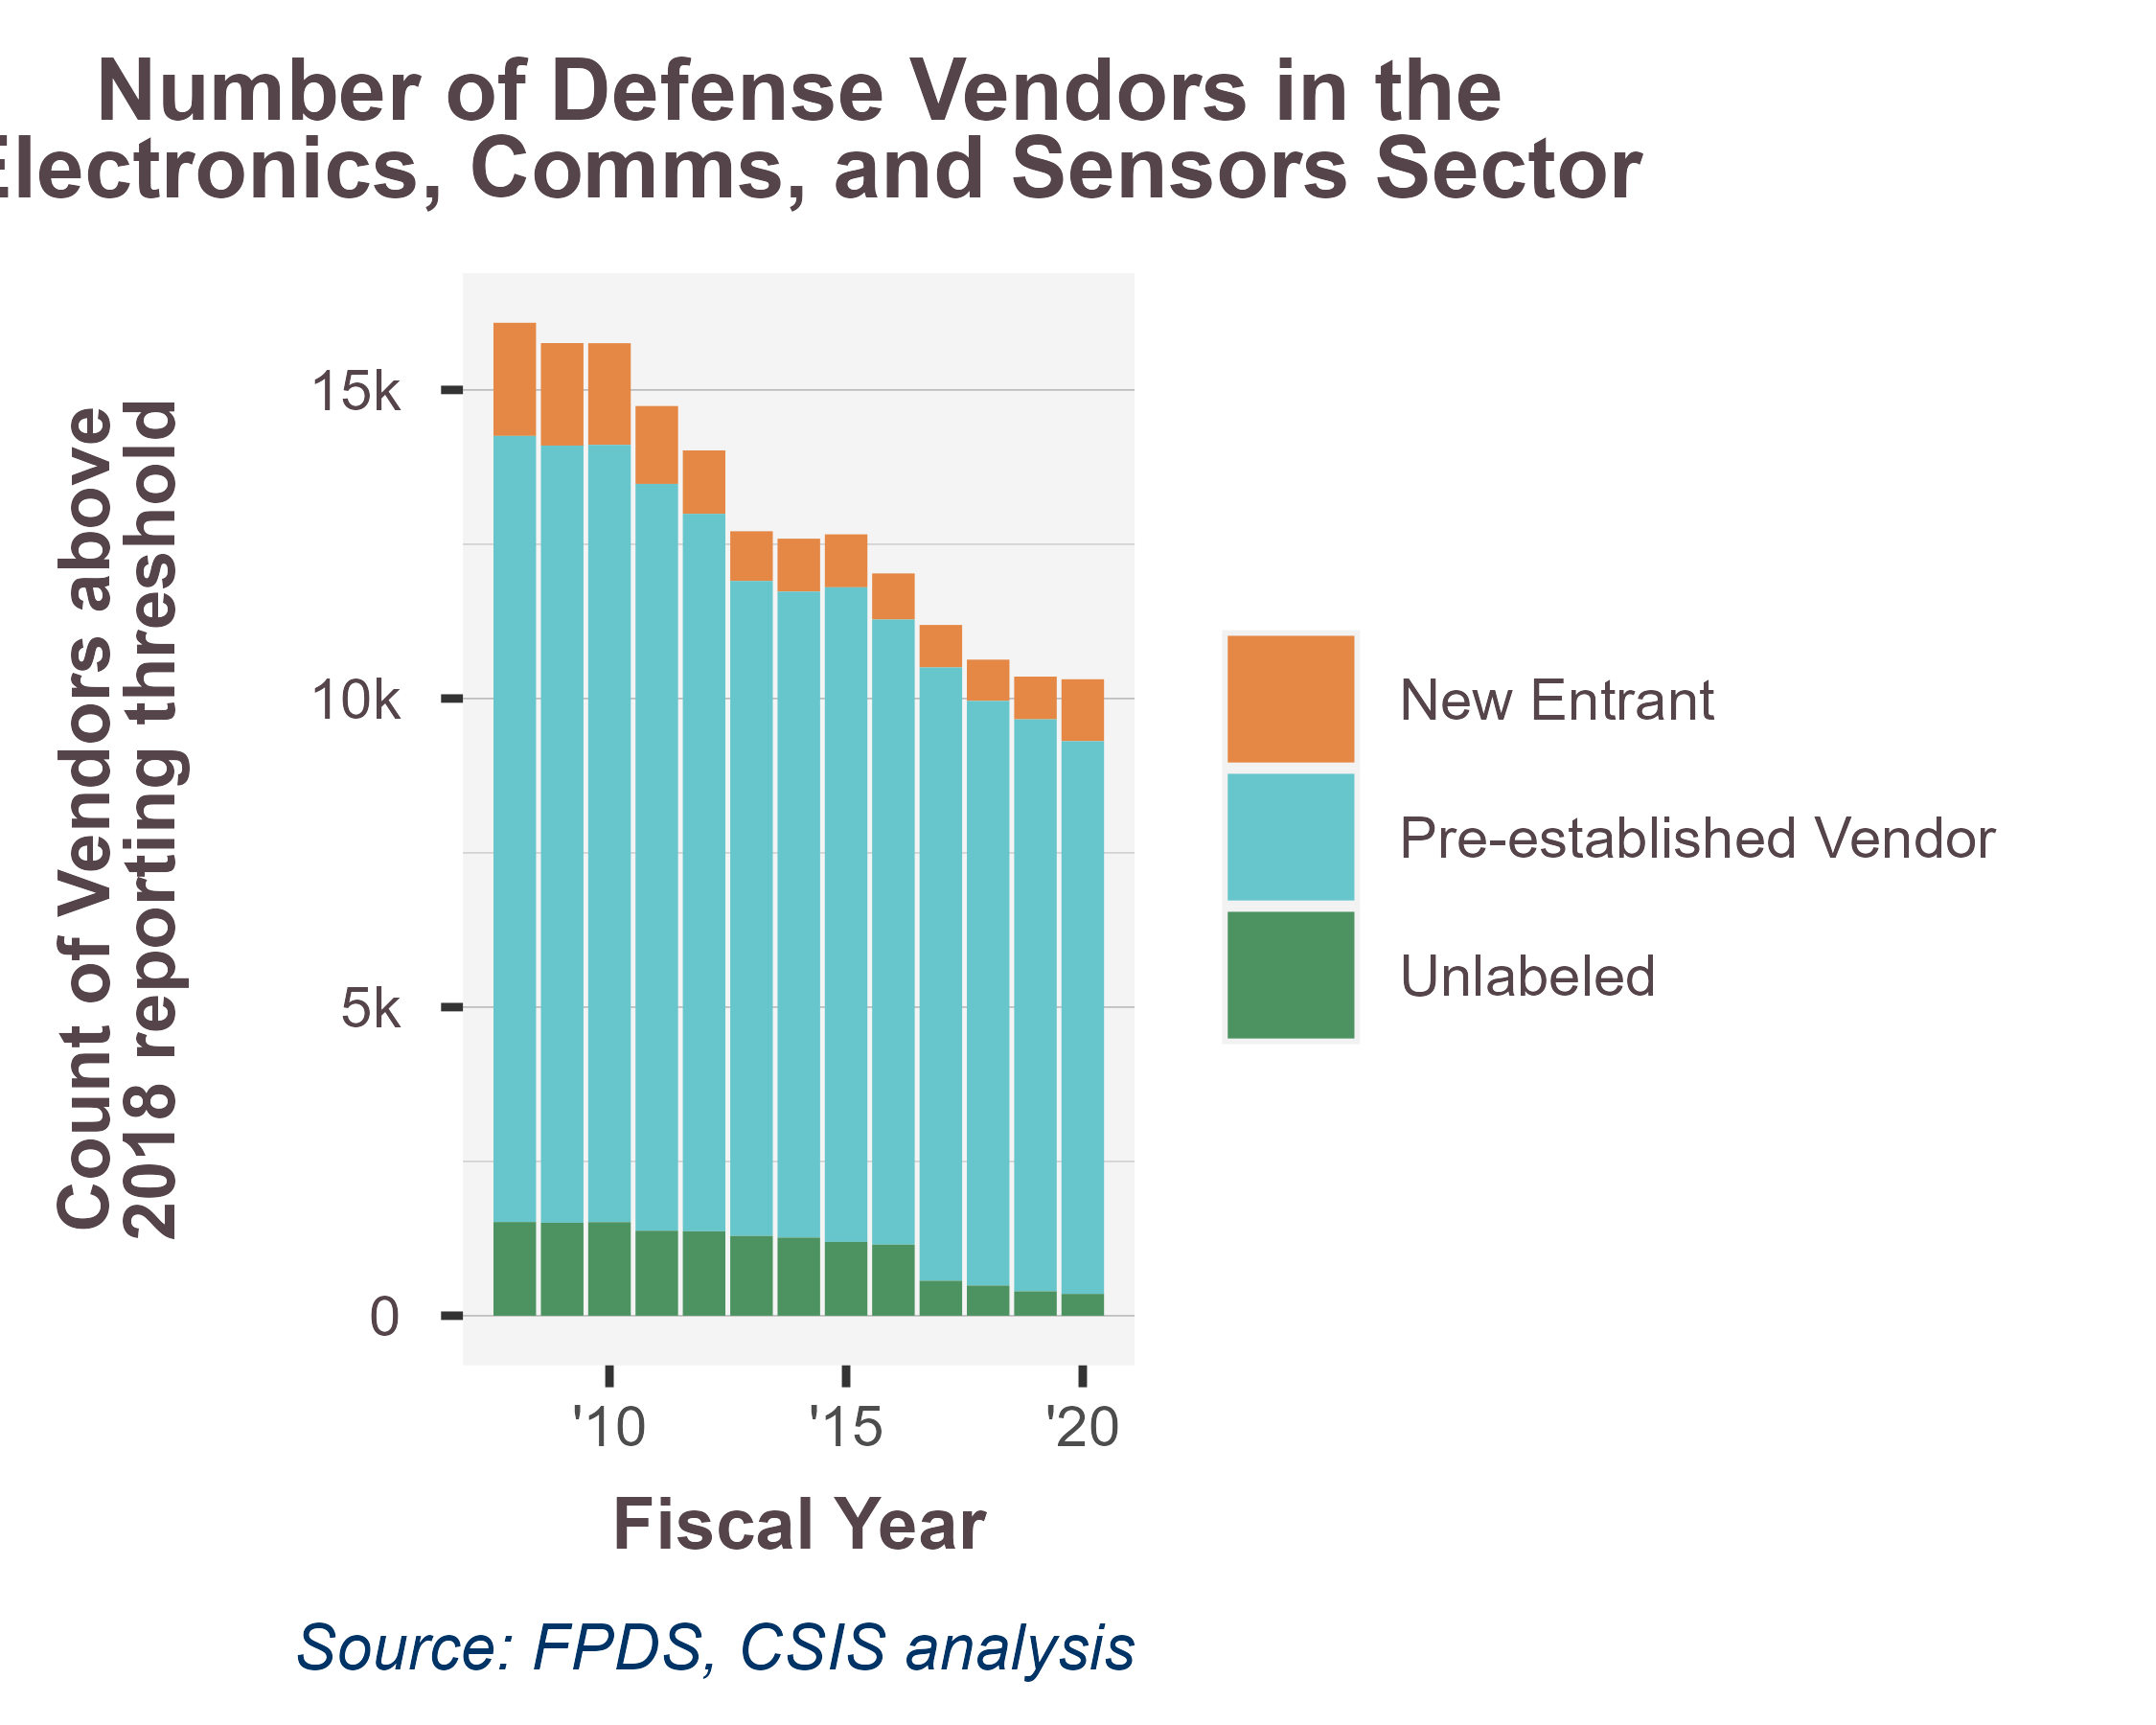 Number of Defense Vendors in the
Electronics, Comms, and Sensors Sector
Count of Vendors above
2018 reporting threshold
15k
10k
5k
0
'10
'15
'20
Fiscal Year
New Entrant
Pre-established Vendor
Unlabeled
Source: FPDS, CSIS analysis